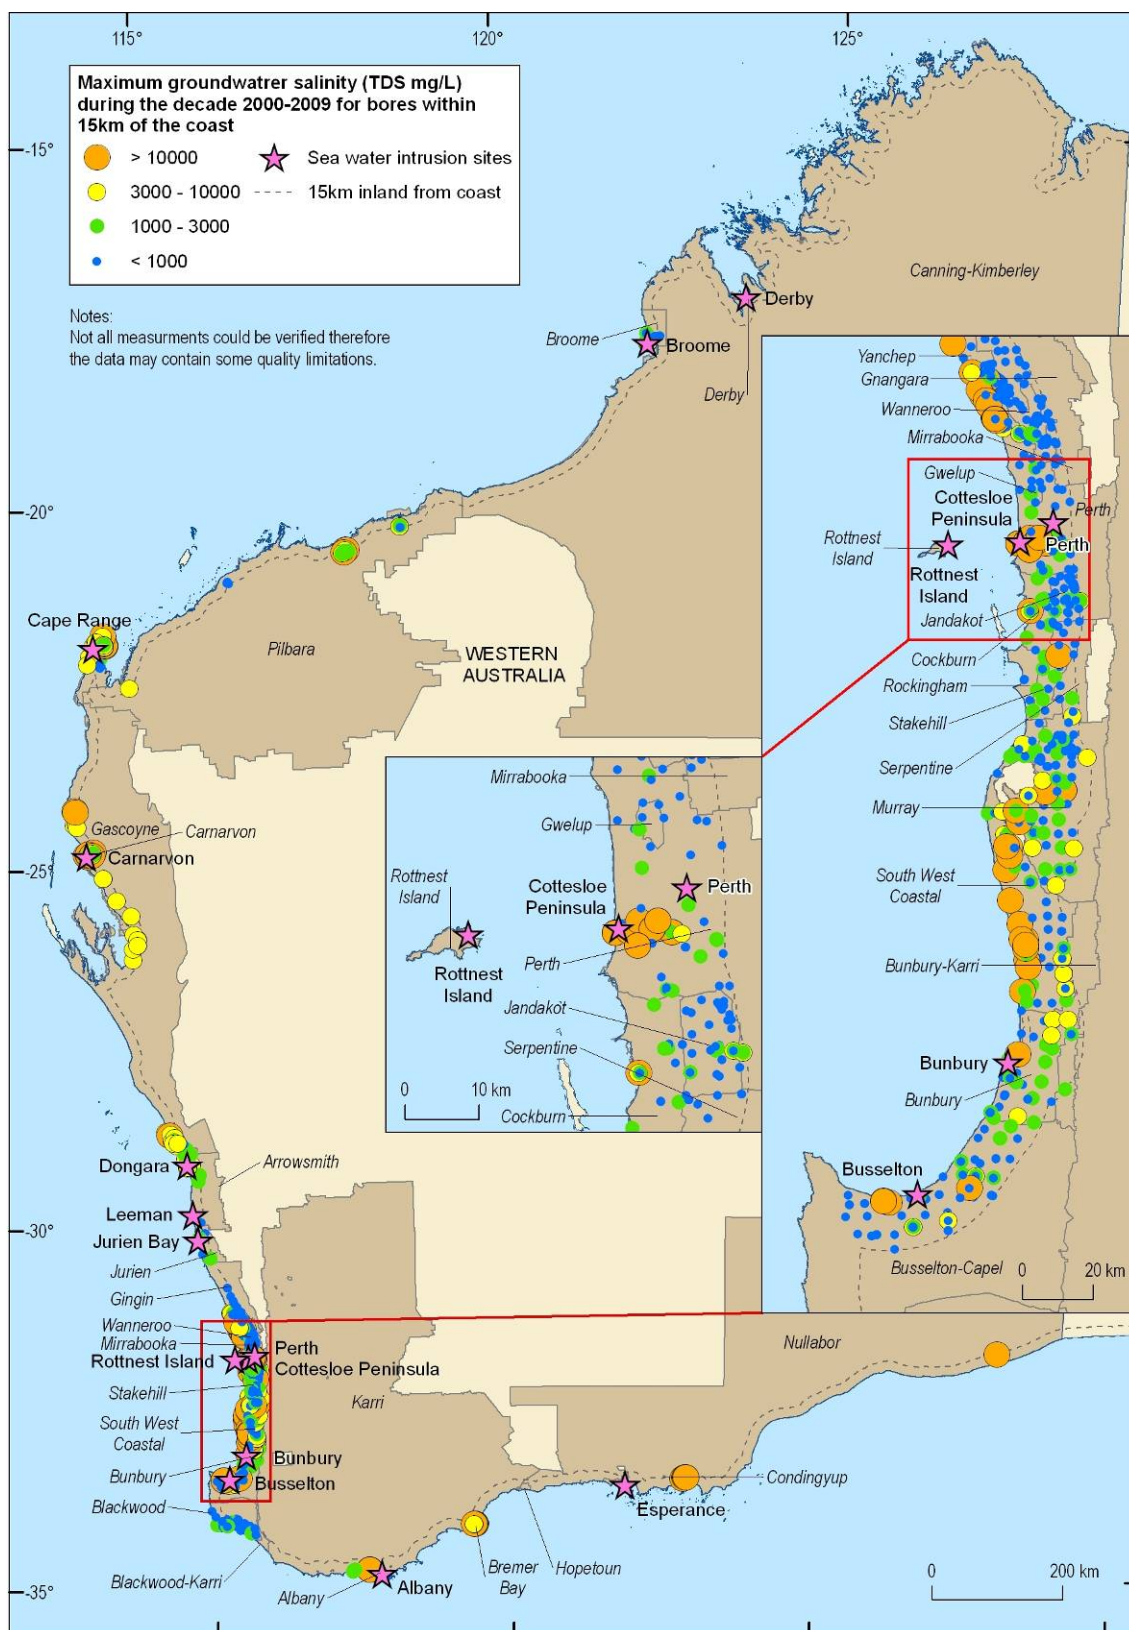 115°
120°
125°
-15°
-20°
-25°
-30°
-35°
Maximum groundwatrer salinity (TDS mg/L)
during the decade 2000-2009 for bores within
15km of the coast
> 10000
Sea water intrusion sites
3000 - 10000
15km inland from coast
1000 - 3000
< 1000
Notes:
Not all measurments could be verified therefore
the data may contain some quality limitations.
Canning-Kimberley
Derby
Broome
Broome
Derby
Cape Range
Pilbara
WESTERN
AUSTRALIA
Gascoyne
Carnarvon
Carnarvon
Dongara
Arrowsmith
Leeman
Jurien Bay
Jurien
Gingin
Wanneroo
Mirrabooka
Perth
Rottnest Island
Cottesloe Peninsula
Stakehill
Karri
South West
Coastal
Bunbury
Bunbury
Busselton
Blackwood
Blackwood-Karri
Albany
Albany
Bremer
Bay
Hopetoun
Esperance
Condingyup
Nullabor
0
200 km
Mirrabooka
Gwelup
Rottnest
Island
Cottesloe
Peninsula
Perth
Rottnest
Island
Perth
Jandakot
Serpentine
0
10 km
Cockburn
Yanchep
Gnangara
Wanneroo
Mirrabooka
Gwelup
Cottesloe
Peninsula
Perth
Rottnest
Island
Perth
Rottnest
Island
Jandakot
Cockburn
Rockingham
Stakehill
Serpentine
Murray
South West
Coastal
Bunbury-Karri
Bunbury
Bunbury
Busselton
Busselton-Capel
0
20 km